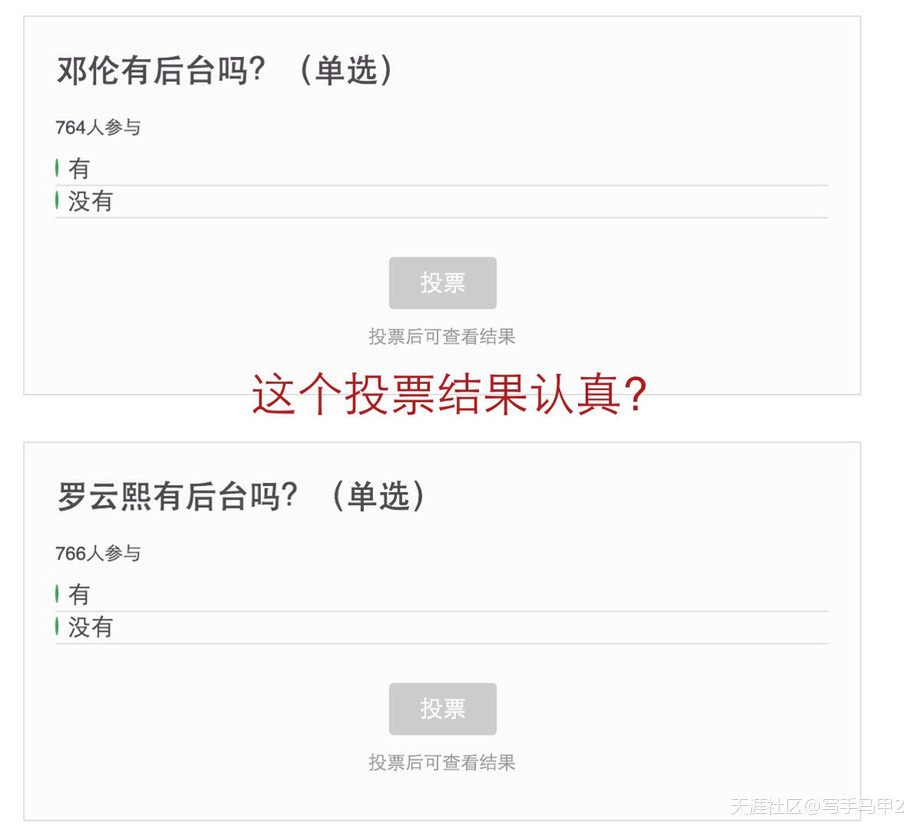 邓伦有后台吗？（单选）
764人参与
有
没有
投票
投票后可查看结果
这个投票结果认真？
罗云熙有后台吗？（单选）
766人参与
有
没有
投票
投票后可查看结果
天涯社区@写手马甲2